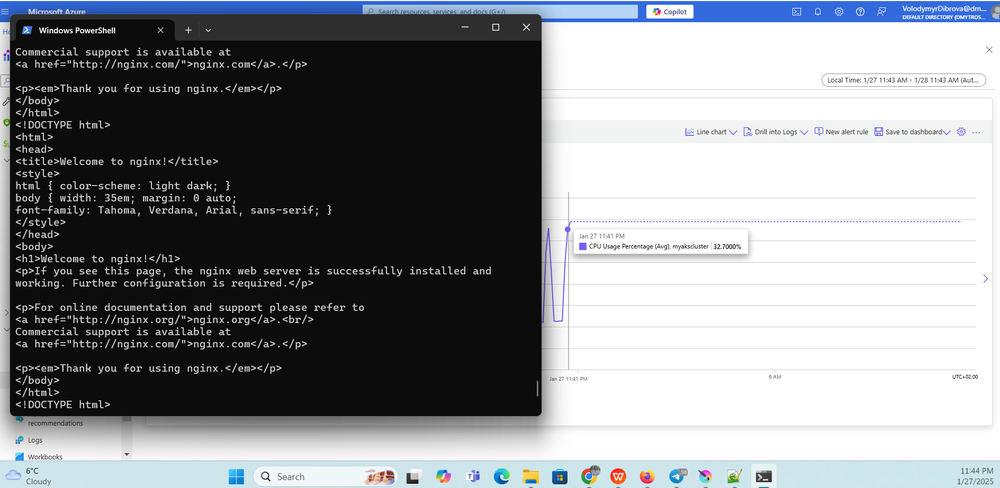 Microsoft Azure
Search resources, services, and docs (G+/)
Copilot
VolodymyrDibrova@dm...
DEFAULT DIRECTORY (DMYTROS...
Windows PowerShell
Commercial support is available at
<a href="http://nginx.com/">nginx.com</a>.</p>
<p><em>Thank you for using nginx.</em></p>
</body>
</html>
<!DOCTYPE html>
<html>
<head>
<title>Welcome to nginx!</title>
<style>
html { color-scheme: light dark; }
body { width: 35em; margin: 0 auto;
font-family: Tahoma, Verdana, Arial, sans-serif; }
</style>
</head>
<body>
<h1>Welcome to nginx!</h1>
<p>If you see this page, the nginx web server is successfully installed and
working. Further configuration is required.</p>
<p>For online documentation and support please refer to
<a href="http://nginx.org/">nginx.org</a>.<br/>
Commercial support is available at
<a href="http://nginx.com/">nginx.com</a>.</p>
<p><em>Thank you for using nginx.</em></p>
</body>
</html>
<!DOCTYPE html>
Local Time: 1/27 11:43 AM - 1/28 11:43 AM (Aut...
Line chart
Drill into Logs
New alert rule
Save to dashboard
Jan 27 11:41 PM
CPU Usage Percentage (Avg), myakscluster 32.7000%
Jan 27 11:41 PM
6 AM
UTC+02:00
recommendations
Logs
Workbooks
6°C
Cloudy
Search
98
11:44 PM
1/27/2025